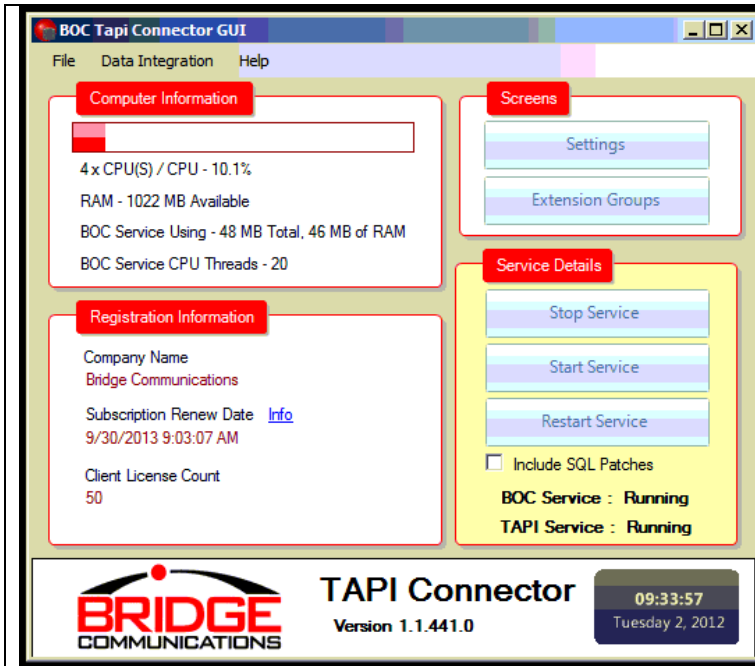 BOC Tapi Connector GUI
File Data Integration Help
Computer Information
4 x CPU(S) / CPU - 10.1%
RAM - 1022 MB Available
BOC Service Using - 48 MB Total, 46 MB of RAM
BOC Service CPU Threads - 20
Registration Information
Company Name
Bridge Communications
Subscription Renew Date Info
9/30/2013 9:03:07 AM
Client License Count
50
Screens
Settings
Extension Groups
Service Details
Stop Service
Start Service
Restart Service
Include SQL Patches
BOC Service : Running
TAPI Service : Running
BRIDGE
COMMUNICATIONS
TAPI Connector
Version 1.1.441.0
09:33:57
Tuesday 2, 2012